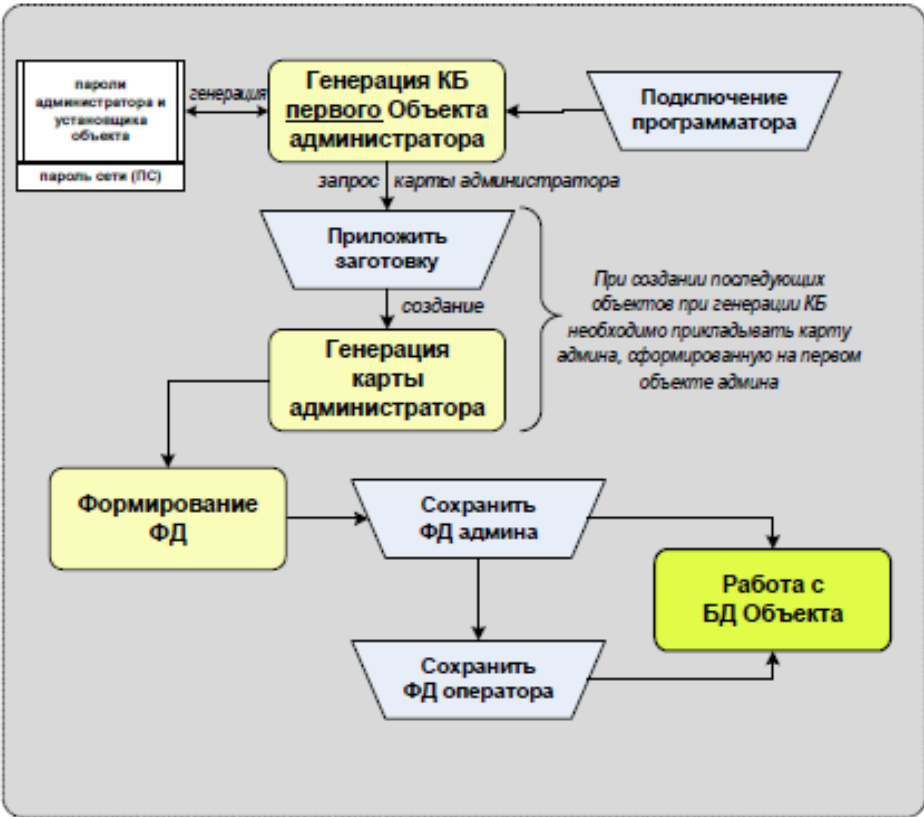 пароли
администратора и
установщика
объекта
пароль сети (ПС)
генерация
Генерация КБ
первого Объекта
администратора
Подключение
программатора
запрос карты администратора
Приложить
заготовку
создание
При создании последующих
объектов при генерации КБ
необходимо прикладывать карту
админа, сформированную на первом
объекте админа
Генерация
карты
администратора
Формирование
ФД
Сохранить
ФД админа
Работа с
БД Объекта
Сохранить
ФД оператора